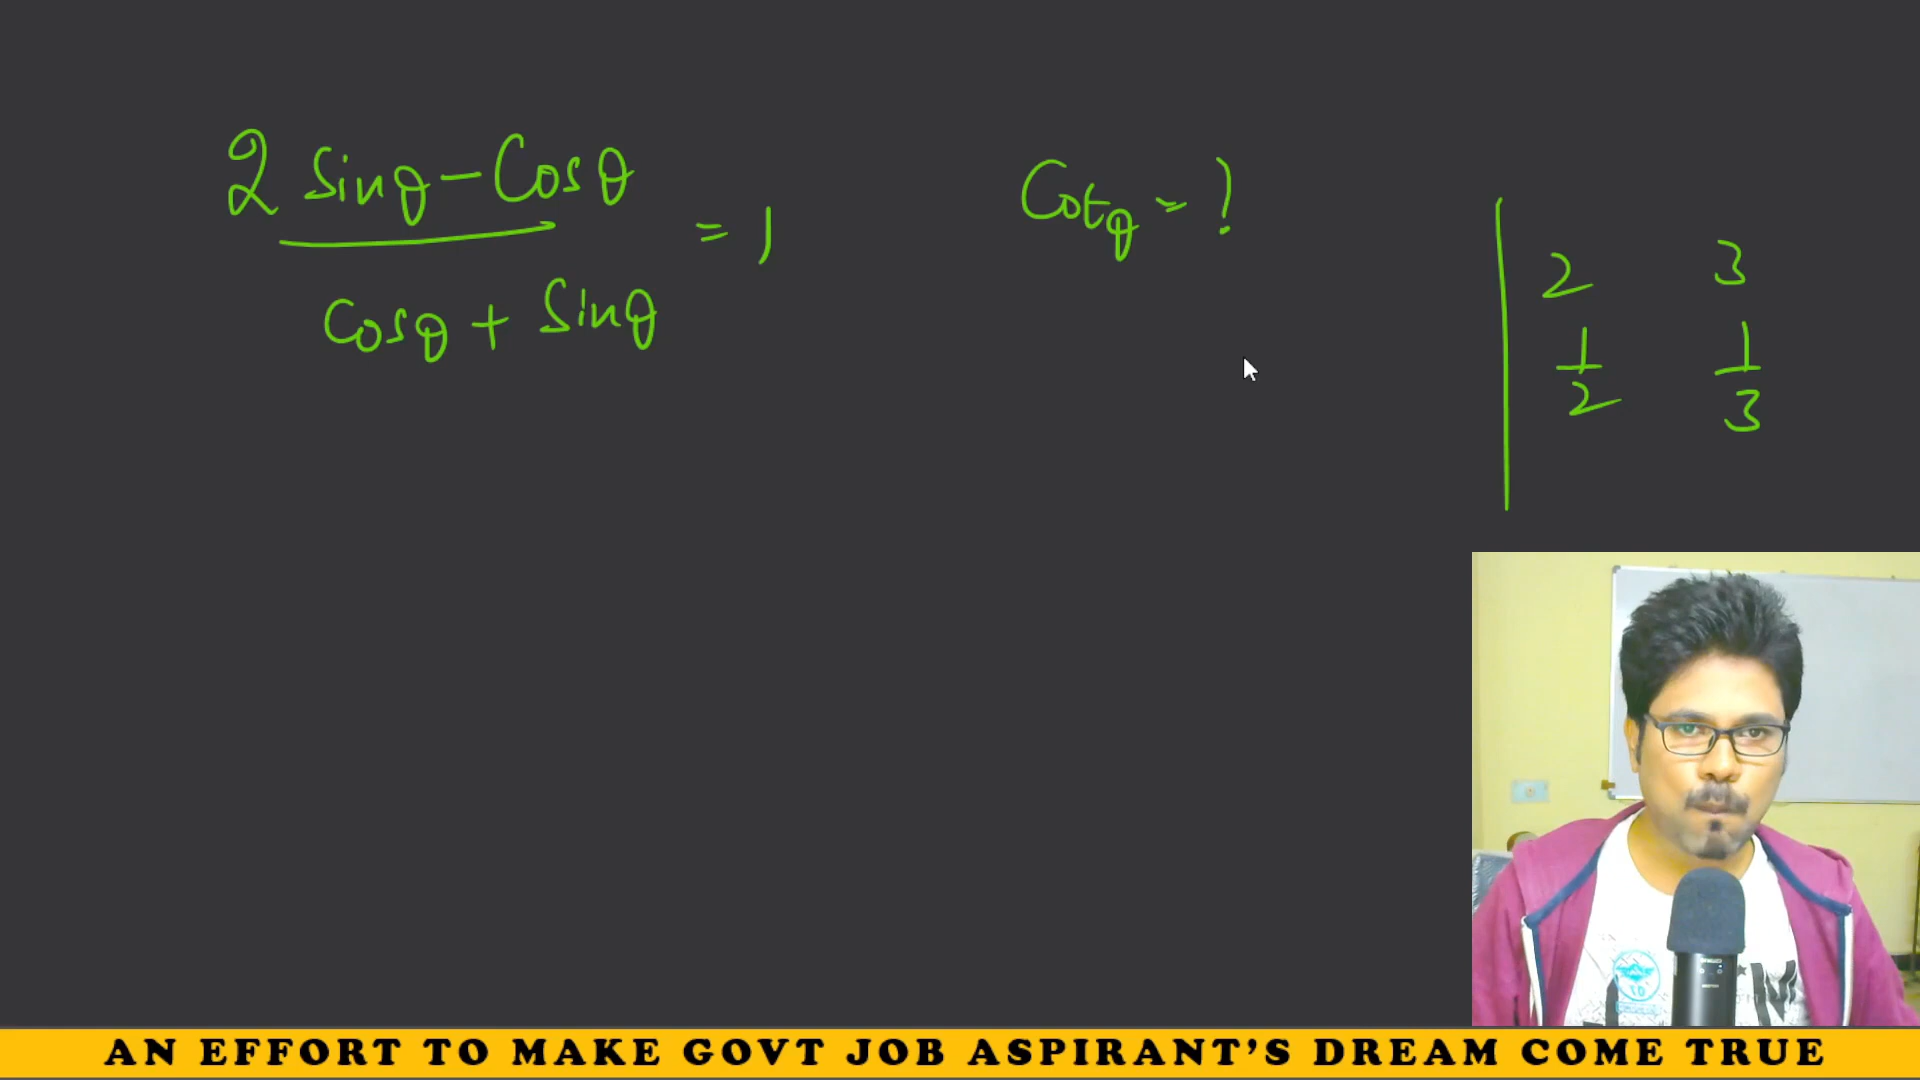 2 Sinθ - Cosθ
= 1
Cosθ + Sinθ
Cotθ = ?
2 3
1/2 1/3
AN EFFORT TO MAKE GOVT JOB ASPIRANT'S DREAM COME TRUE